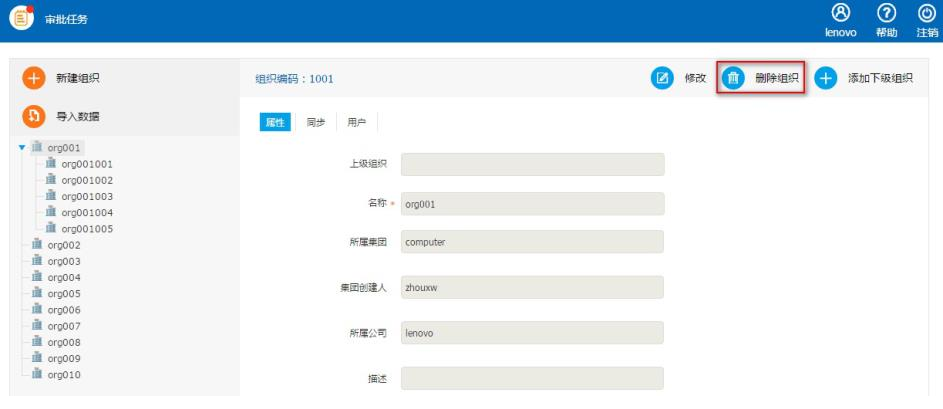 审批任务
lenovo 帮助 注销
新建组织
导入数据
org001
org001001
org001002
org001003
org001004
org001005
org002
org003
org004
org005
org006
org007
org008
org009
org010
组织编码：1001
修改 删除组织 添加下级组织
属性 同步 用户
上级组织
名称 * org001
所属集团 computer
集团创建人 zhouxw
所属公司 lenovo
描述